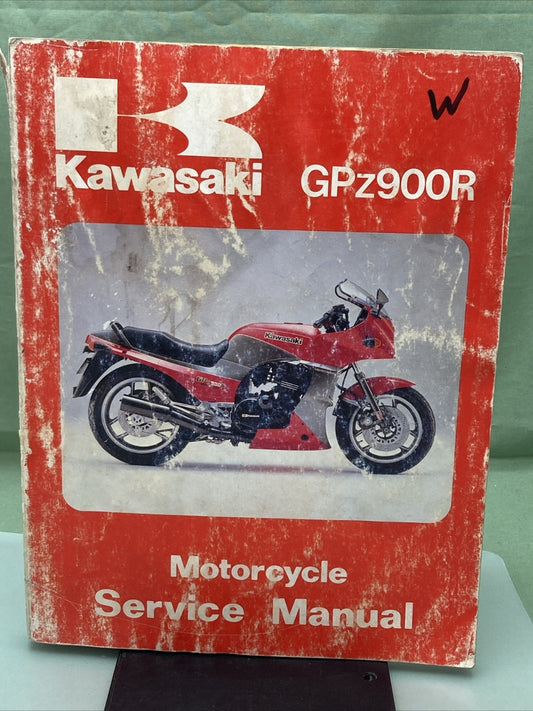 W
Kawasaki GPz900R
Kawasaki
Motorcycle
Service Manual